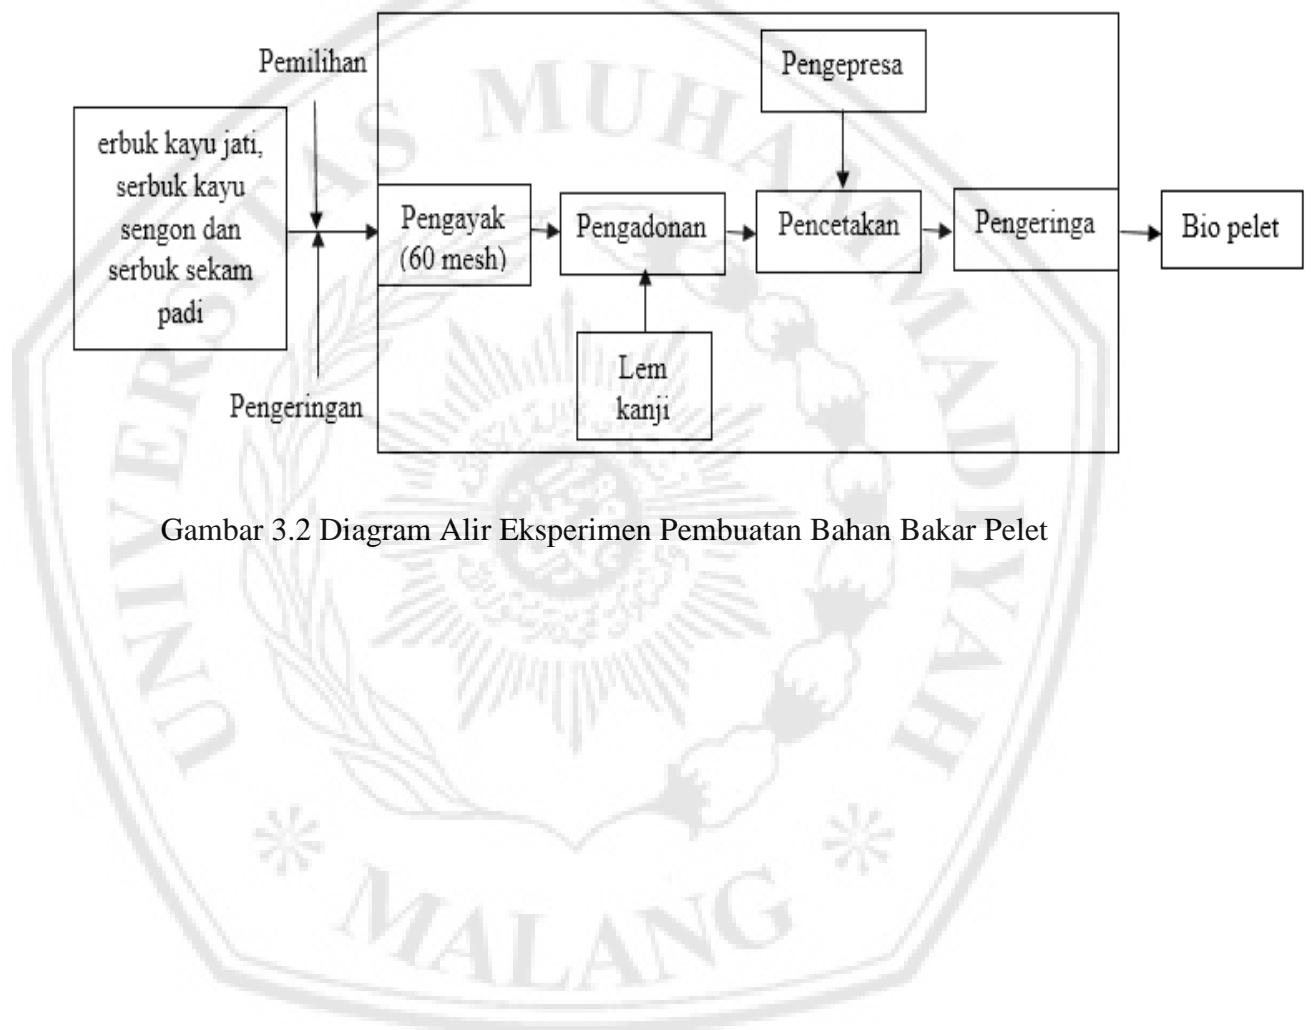 Pemilihan
Pengepresa
erbuk kayu jati,
serbuk kayu
sengon dan
serbuk sekam
padi
Pengayak
(60 mesh)
Pengadonan
Pencetakan
Pengeringa
Bio pelet
Lem
kanji
Pengeringan
Gambar 3.2 Diagram Alir Eksperimen Pembuatan Bahan Bakar Pelet
UNIVERSITAS MUHAMMADIYAH
MALANG